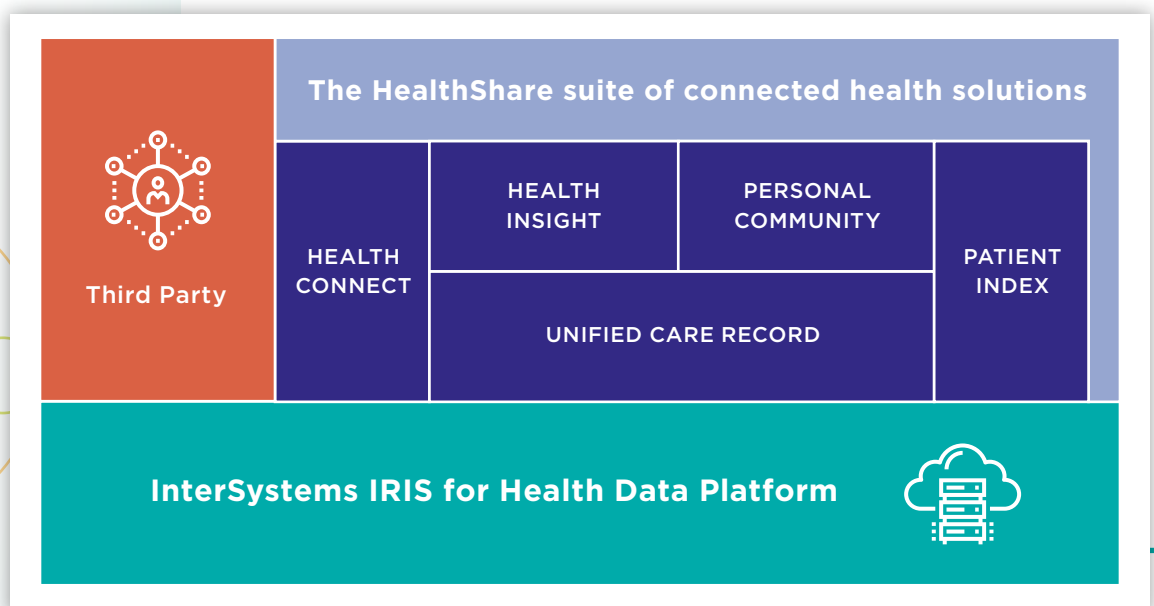 The HealthShare suite of connected health solutions
Third Party
HEALTH
CONNECT
HEALTH
INSIGHT
PERSONAL
COMMUNITY
UNIFIED CARE RECORD
PATIENT
INDEX
InterSystems IRIS for Health Data Platform